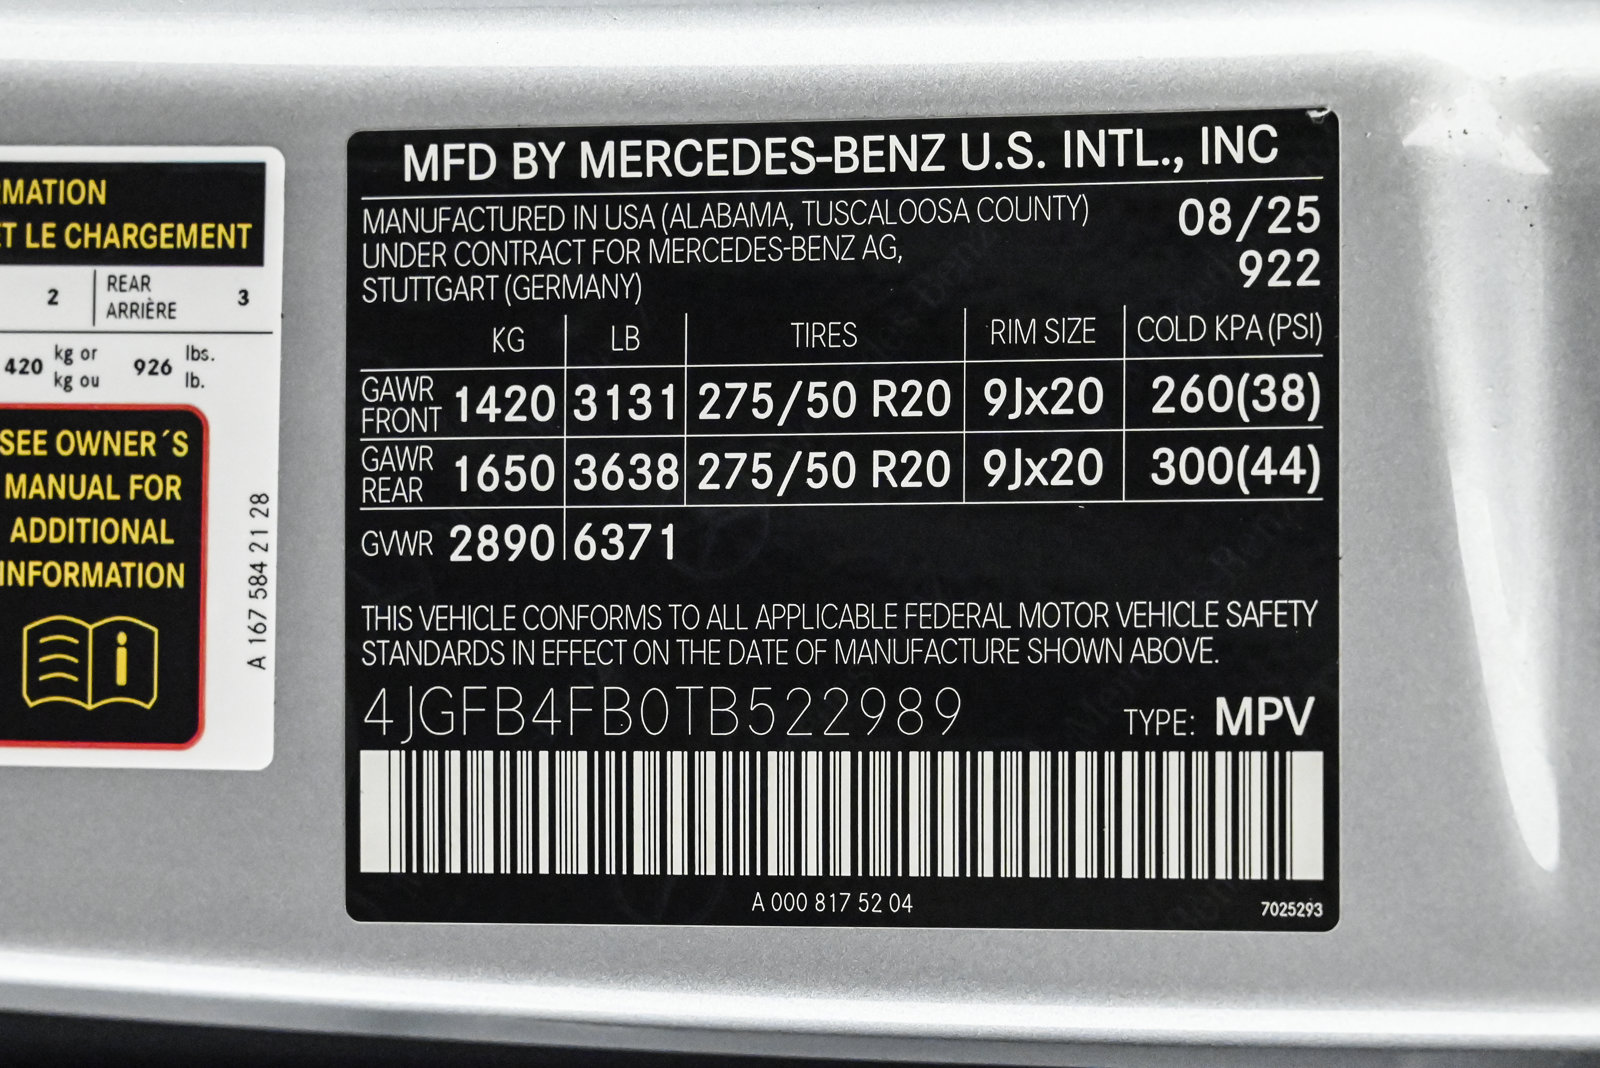 RMATION
ET LE CHARGEMENT
2 REAR ARRIÈRE 3
420 kg or kg ou 926 lbs. lb.
SEE OWNER´S
MANUAL FOR
ADDITIONAL
INFORMATION
A 167 584 21 28
MFD BY MERCEDES-BENZ U.S. INTL., INC
MANUFACTURED IN USA (ALABAMA, TUSCALOOSA COUNTY) 08/25
UNDER CONTRACT FOR MERCEDES-BENZ AG, 922
STUTTGART (GERMANY)
KG LB TIRES RIM SIZE COLD KPA (PSI)
GAWR FRONT 1420 3131 275/50 R20 9Jx20 260(38)
GAWR REAR 1650 3638 275/50 R20 9Jx20 300(44)
GVWR 2890 6371
THIS VEHICLE CONFORMS TO ALL APPLICABLE FEDERAL MOTOR VEHICLE SAFETY
STANDARDS IN EFFECT ON THE DATE OF MANUFACTURE SHOWN ABOVE.
4JGFB4FB0TB522989 TYPE: MPV
A 000 817 52 04
7025293